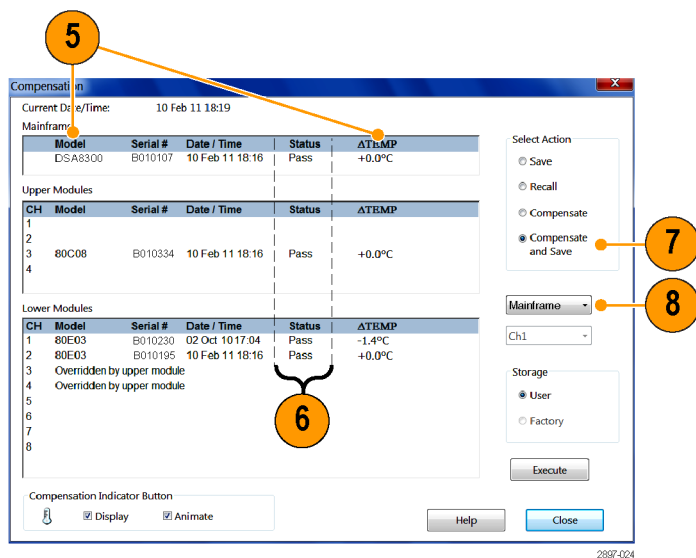 5
Compensation
Current Date/Time: 10 Feb 11 18:19
Mainframe
Model Serial # Date / Time Status ΔTEMP
DSA8300 B010107 10 Feb 11 18:16 Pass +0.0ºC
Upper Modules
CH Model Serial # Date / Time Status ΔTEMP
1
2
3 80C08 B010334 10 Feb 11 18:16 Pass +0.0ºC
4
Lower Modules
CH Model Serial # Date / Time Status ΔTEMP
1 80E03 B010230 02 Oct 10 17:04 Pass -1.4ºC
2 80E03 B010195 10 Feb 11 18:16 Pass +0.0ºC
3 Overridden by upper module
4 Overridden by upper module
5
6
7
8
6
Compensation Indicator Button
Display Animate
Select Action
Save
Recall
Compensate
Compensate
and Save
7
Mainframe
8
Ch1
Storage
User
Factory
Execute
Help Close
2897-024